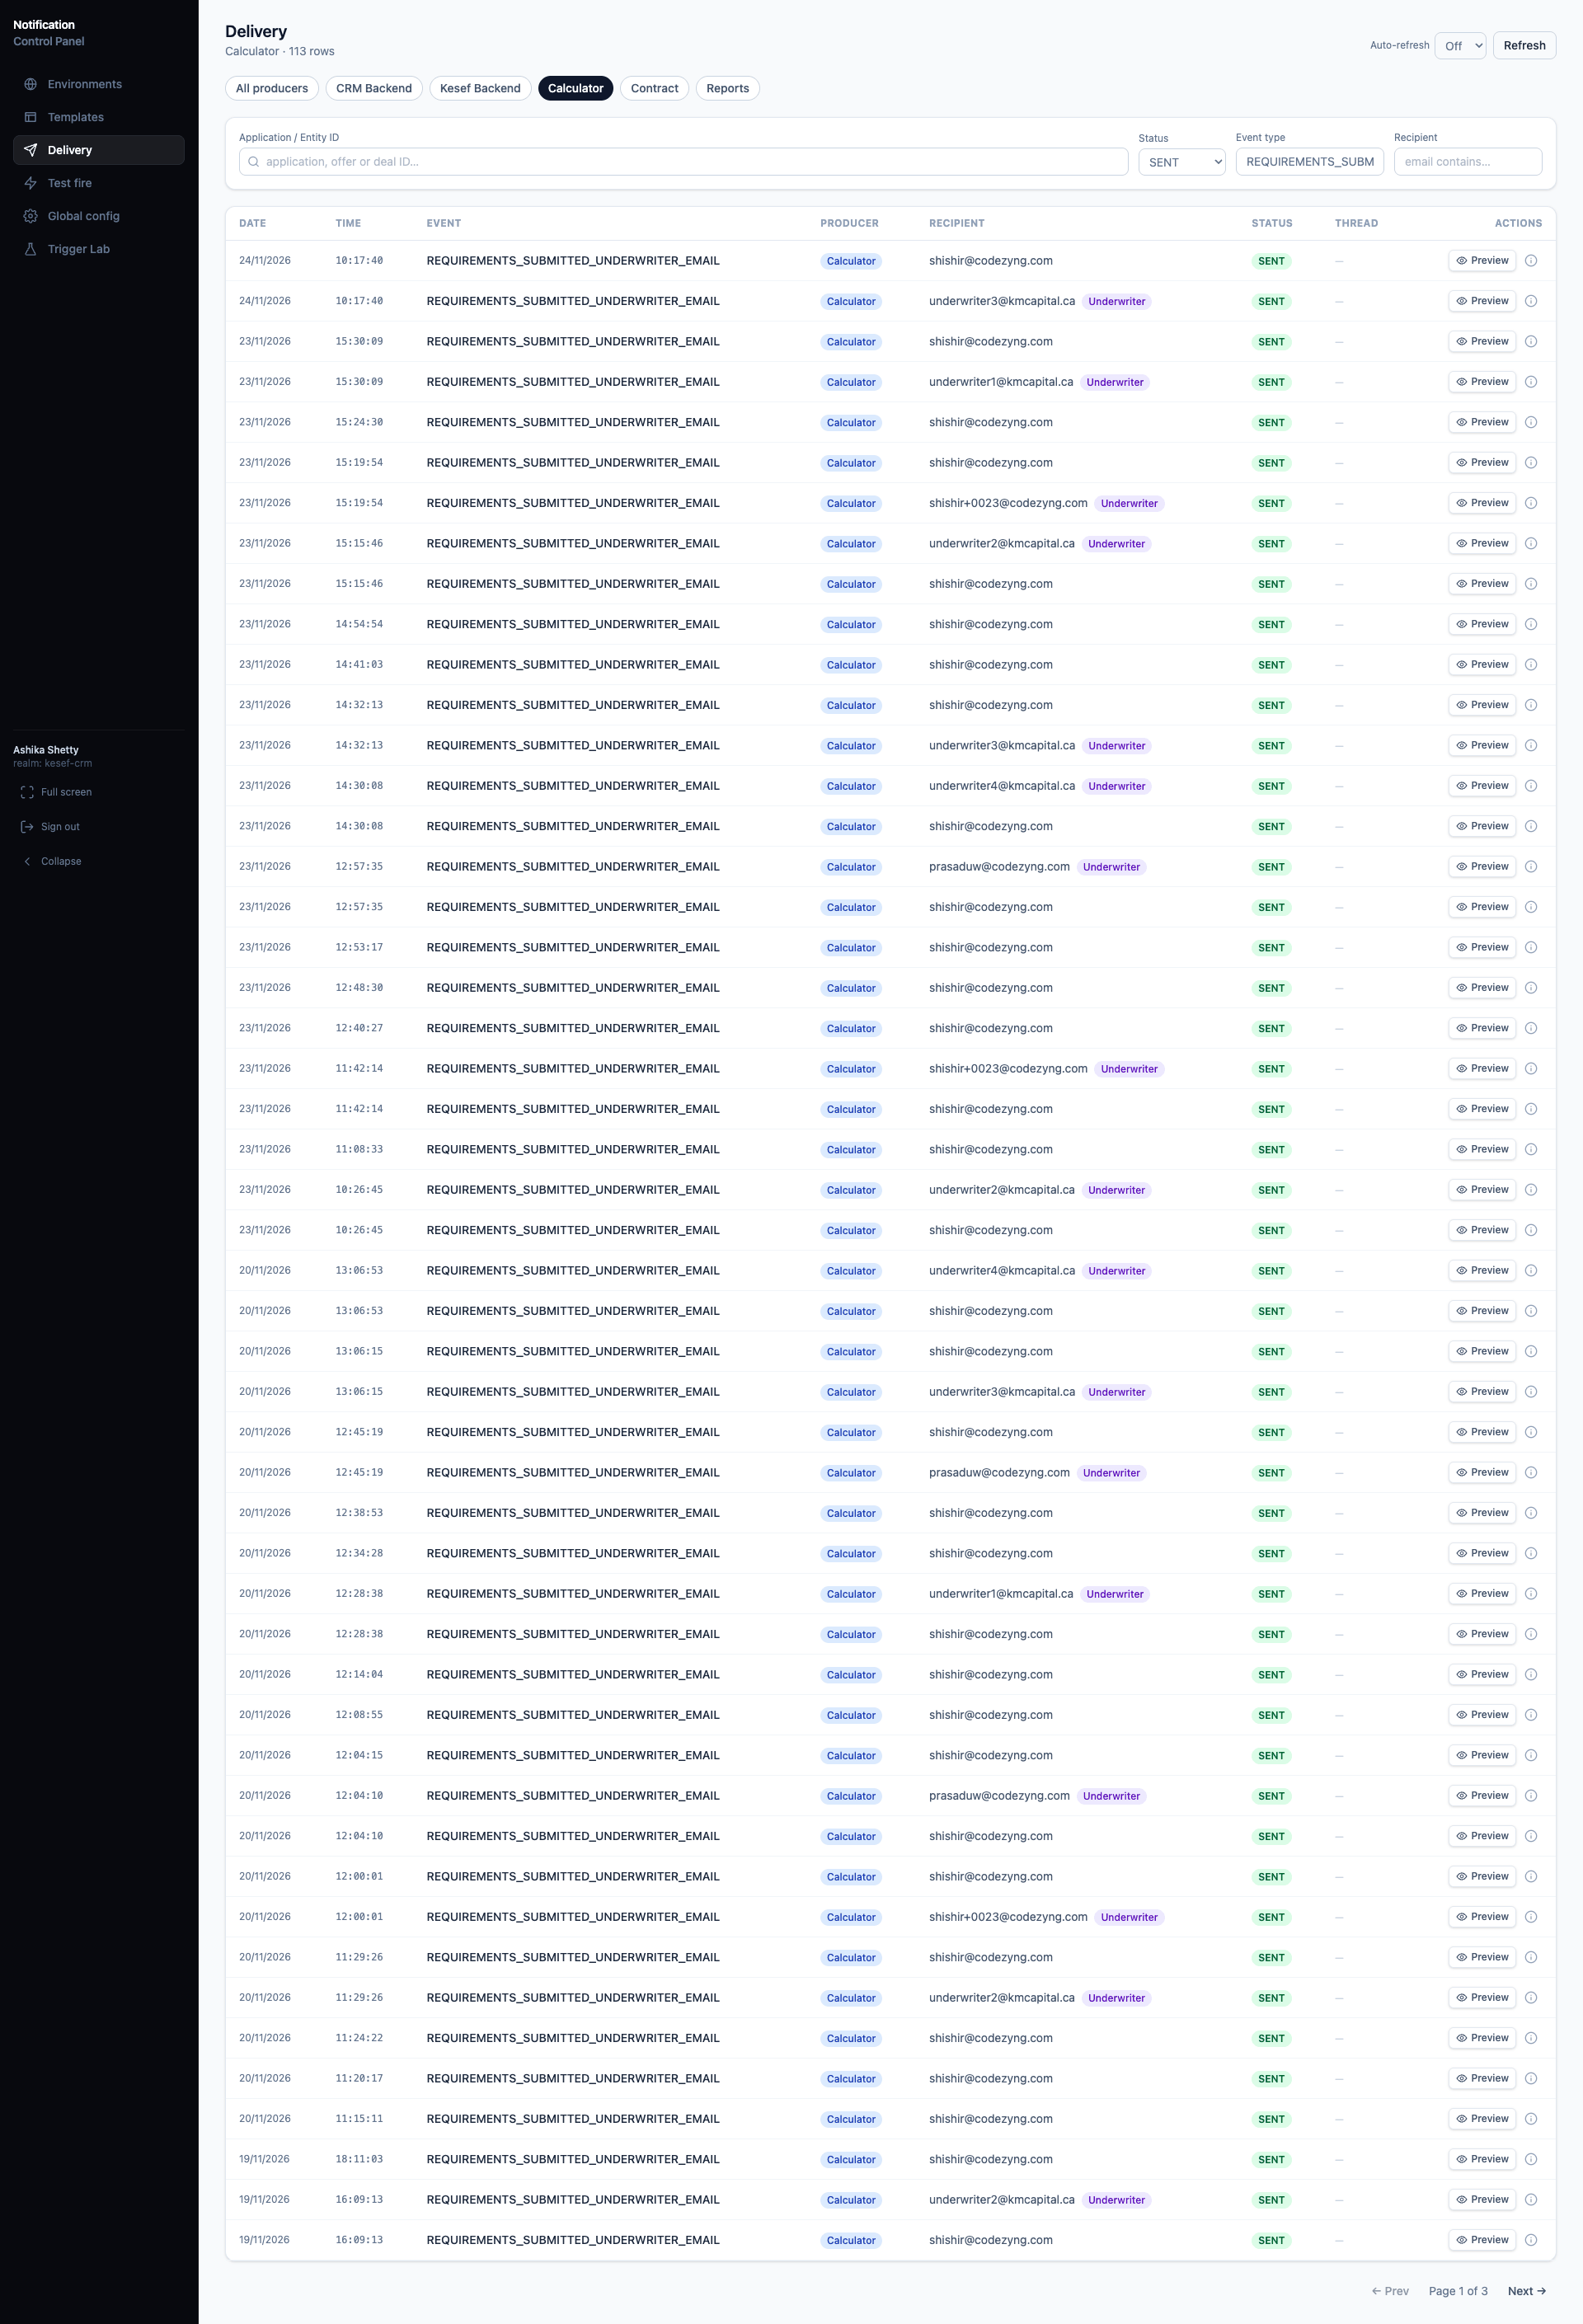 Notification
Control Panel
Environments
Templates
Delivery
Test fire
Global config
Trigger Lab
Ashika Shetty
realm: kesef-crm
Full screen
Sign out
Collapse
Delivery
Calculator · 113 rows
Auto-refresh Off Refresh
All producers CRM Backend Kesef Backend Calculator Contract Reports
Application / Entity ID Status Event type Recipient
application, offer or deal ID... SENT REQUIREMENTS_SUBM email contains...
DATE TIME EVENT PRODUCER RECIPIENT STATUS THREAD ACTIONS
24/11/2026 10:17:40 REQUIREMENTS_SUBMITTED_UNDERWRITER_EMAIL Calculator shishir@codezyng.com SENT — Preview
24/11/2026 10:17:40 REQUIREMENTS_SUBMITTED_UNDERWRITER_EMAIL Calculator underwriter3@kmcapital.ca Underwriter SENT — Preview
23/11/2026 15:30:09 REQUIREMENTS_SUBMITTED_UNDERWRITER_EMAIL Calculator shishir@codezyng.com SENT — Preview
23/11/2026 15:30:09 REQUIREMENTS_SUBMITTED_UNDERWRITER_EMAIL Calculator underwriter1@kmcapital.ca Underwriter SENT — Preview
23/11/2026 15:24:30 REQUIREMENTS_SUBMITTED_UNDERWRITER_EMAIL Calculator shishir@codezyng.com SENT — Preview
23/11/2026 15:19:54 REQUIREMENTS_SUBMITTED_UNDERWRITER_EMAIL Calculator shishir@codezyng.com SENT — Preview
23/11/2026 15:19:54 REQUIREMENTS_SUBMITTED_UNDERWRITER_EMAIL Calculator shishir+0023@codezyng.com Underwriter SENT — Preview
23/11/2026 15:15:46 REQUIREMENTS_SUBMITTED_UNDERWRITER_EMAIL Calculator underwriter2@kmcapital.ca Underwriter SENT — Preview
23/11/2026 15:15:46 REQUIREMENTS_SUBMITTED_UNDERWRITER_EMAIL Calculator shishir@codezyng.com SENT — Preview
23/11/2026 14:54:54 REQUIREMENTS_SUBMITTED_UNDERWRITER_EMAIL Calculator shishir@codezyng.com SENT — Preview
23/11/2026 14:41:03 REQUIREMENTS_SUBMITTED_UNDERWRITER_EMAIL Calculator shishir@codezyng.com SENT — Preview
23/11/2026 14:32:13 REQUIREMENTS_SUBMITTED_UNDERWRITER_EMAIL Calculator shishir@codezyng.com SENT — Preview
23/11/2026 14:32:13 REQUIREMENTS_SUBMITTED_UNDERWRITER_EMAIL Calculator underwriter3@kmcapital.ca Underwriter SENT — Preview
23/11/2026 14:30:08 REQUIREMENTS_SUBMITTED_UNDERWRITER_EMAIL Calculator underwriter4@kmcapital.ca Underwriter SENT — Preview
23/11/2026 14:30:08 REQUIREMENTS_SUBMITTED_UNDERWRITER_EMAIL Calculator shishir@codezyng.com SENT — Preview
23/11/2026 12:57:35 REQUIREMENTS_SUBMITTED_UNDERWRITER_EMAIL Calculator prasaduw@codezyng.com Underwriter SENT — Preview
23/11/2026 12:57:35 REQUIREMENTS_SUBMITTED_UNDERWRITER_EMAIL Calculator shishir@codezyng.com SENT — Preview
23/11/2026 12:53:17 REQUIREMENTS_SUBMITTED_UNDERWRITER_EMAIL Calculator shishir@codezyng.com SENT — Preview
23/11/2026 12:48:30 REQUIREMENTS_SUBMITTED_UNDERWRITER_EMAIL Calculator shishir@codezyng.com SENT — Preview
23/11/2026 12:40:27 REQUIREMENTS_SUBMITTED_UNDERWRITER_EMAIL Calculator shishir@codezyng.com SENT — Preview
23/11/2026 11:42:14 REQUIREMENTS_SUBMITTED_UNDERWRITER_EMAIL Calculator shishir+0023@codezyng.com Underwriter SENT — Preview
23/11/2026 11:42:14 REQUIREMENTS_SUBMITTED_UNDERWRITER_EMAIL Calculator shishir@codezyng.com SENT — Preview
23/11/2026 11:08:33 REQUIREMENTS_SUBMITTED_UNDERWRITER_EMAIL Calculator shishir@codezyng.com SENT — Preview
23/11/2026 10:26:45 REQUIREMENTS_SUBMITTED_UNDERWRITER_EMAIL Calculator underwriter2@kmcapital.ca Underwriter SENT — Preview
23/11/2026 10:26:45 REQUIREMENTS_SUBMITTED_UNDERWRITER_EMAIL Calculator shishir@codezyng.com SENT — Preview
20/11/2026 13:06:53 REQUIREMENTS_SUBMITTED_UNDERWRITER_EMAIL Calculator underwriter4@kmcapital.ca Underwriter SENT — Preview
20/11/2026 13:06:53 REQUIREMENTS_SUBMITTED_UNDERWRITER_EMAIL Calculator shishir@codezyng.com SENT — Preview
20/11/2026 13:06:15 REQUIREMENTS_SUBMITTED_UNDERWRITER_EMAIL Calculator shishir@codezyng.com SENT — Preview
20/11/2026 13:06:15 REQUIREMENTS_SUBMITTED_UNDERWRITER_EMAIL Calculator underwriter3@kmcapital.ca Underwriter SENT — Preview
20/11/2026 12:45:19 REQUIREMENTS_SUBMITTED_UNDERWRITER_EMAIL Calculator shishir@codezyng.com SENT — Preview
20/11/2026 12:45:19 REQUIREMENTS_SUBMITTED_UNDERWRITER_EMAIL Calculator prasaduw@codezyng.com Underwriter SENT — Preview
20/11/2026 12:38:53 REQUIREMENTS_SUBMITTED_UNDERWRITER_EMAIL Calculator shishir@codezyng.com SENT — Preview
20/11/2026 12:34:28 REQUIREMENTS_SUBMITTED_UNDERWRITER_EMAIL Calculator shishir@codezyng.com SENT — Preview
20/11/2026 12:28:38 REQUIREMENTS_SUBMITTED_UNDERWRITER_EMAIL Calculator underwriter1@kmcapital.ca Underwriter SENT — Preview
20/11/2026 12:28:38 REQUIREMENTS_SUBMITTED_UNDERWRITER_EMAIL Calculator shishir@codezyng.com SENT — Preview
20/11/2026 12:14:04 REQUIREMENTS_SUBMITTED_UNDERWRITER_EMAIL Calculator shishir@codezyng.com SENT — Preview
20/11/2026 12:08:55 REQUIREMENTS_SUBMITTED_UNDERWRITER_EMAIL Calculator shishir@codezyng.com SENT — Preview
20/11/2026 12:04:15 REQUIREMENTS_SUBMITTED_UNDERWRITER_EMAIL Calculator shishir@codezyng.com SENT — Preview
20/11/2026 12:04:10 REQUIREMENTS_SUBMITTED_UNDERWRITER_EMAIL Calculator prasaduw@codezyng.com Underwriter SENT — Preview
20/11/2026 12:04:10 REQUIREMENTS_SUBMITTED_UNDERWRITER_EMAIL Calculator shishir@codezyng.com SENT — Preview
20/11/2026 12:00:01 REQUIREMENTS_SUBMITTED_UNDERWRITER_EMAIL Calculator shishir@codezyng.com SENT — Preview
20/11/2026 12:00:01 REQUIREMENTS_SUBMITTED_UNDERWRITER_EMAIL Calculator shishir+0023@codezyng.com Underwriter SENT — Preview
20/11/2026 11:29:26 REQUIREMENTS_SUBMITTED_UNDERWRITER_EMAIL Calculator shishir@codezyng.com SENT — Preview
20/11/2026 11:29:26 REQUIREMENTS_SUBMITTED_UNDERWRITER_EMAIL Calculator underwriter2@kmcapital.ca Underwriter SENT — Preview
20/11/2026 11:24:22 REQUIREMENTS_SUBMITTED_UNDERWRITER_EMAIL Calculator shishir@codezyng.com SENT — Preview
20/11/2026 11:20:17 REQUIREMENTS_SUBMITTED_UNDERWRITER_EMAIL Calculator shishir@codezyng.com SENT — Preview
20/11/2026 11:15:11 REQUIREMENTS_SUBMITTED_UNDERWRITER_EMAIL Calculator shishir@codezyng.com SENT — Preview
19/11/2026 18:11:03 REQUIREMENTS_SUBMITTED_UNDERWRITER_EMAIL Calculator shishir@codezyng.com SENT — Preview
19/11/2026 16:09:13 REQUIREMENTS_SUBMITTED_UNDERWRITER_EMAIL Calculator underwriter2@kmcapital.ca Underwriter SENT — Preview
19/11/2026 16:09:13 REQUIREMENTS_SUBMITTED_UNDERWRITER_EMAIL Calculator shishir@codezyng.com SENT — Preview
← Prev Page 1 of 3 Next →